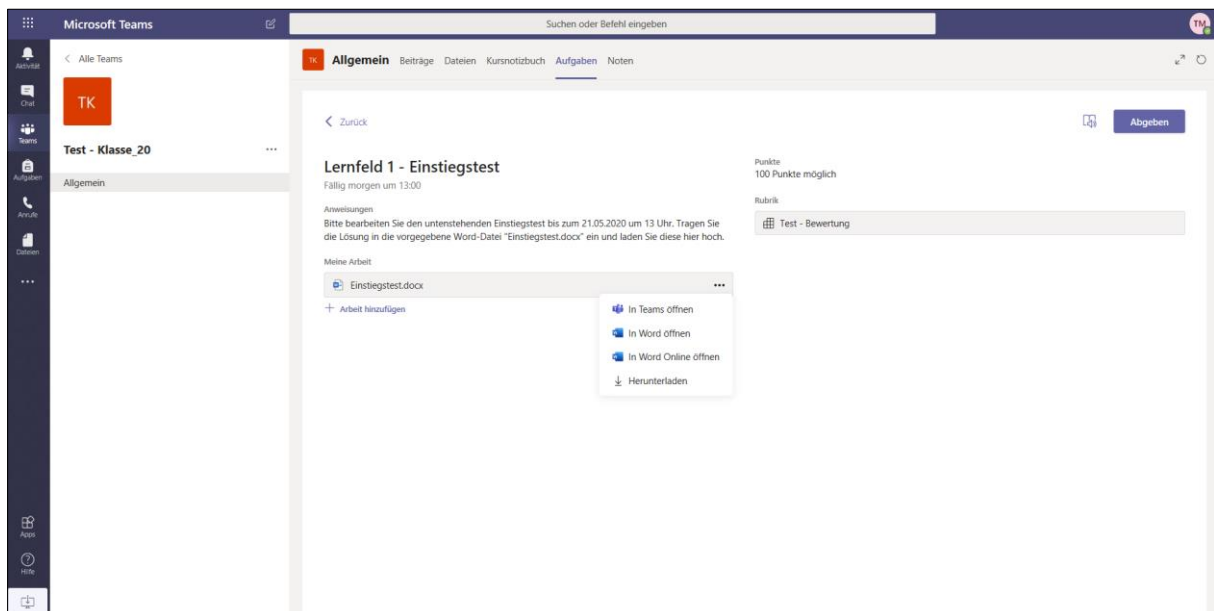 Microsoft Teams
Suchen oder Befehl eingeben
TM
Aktivität
Chat
Teams
Aufgaben
Anrufe
Dateien
Apps
Hilfe
Alle Teams
TK
Test - Klasse_20
Allgemein
TK
Allgemein Beiträge Dateien Kursnotizbuch Aufgaben Noten
Zurück
Abgeben
Lernfeld 1 - Einstiegstest
Fällig morgen um 13:00
Anweisungen
Bitte bearbeiten Sie den untenstehenden Einstiegstest bis zum 21.05.2020 um 13 Uhr. Tragen Sie
die Lösung in die vorgegebene Word-Datei "Einstiegstest.docx" ein und laden Sie diese hier hoch.
Meine Arbeit
Einstiegstest.docx
Arbeit hinzufügen
In Teams öffnen
In Word öffnen
In Word Online öffnen
Herunterladen
Punkte
100 Punkte möglich
Rubrik
Test - Bewertung